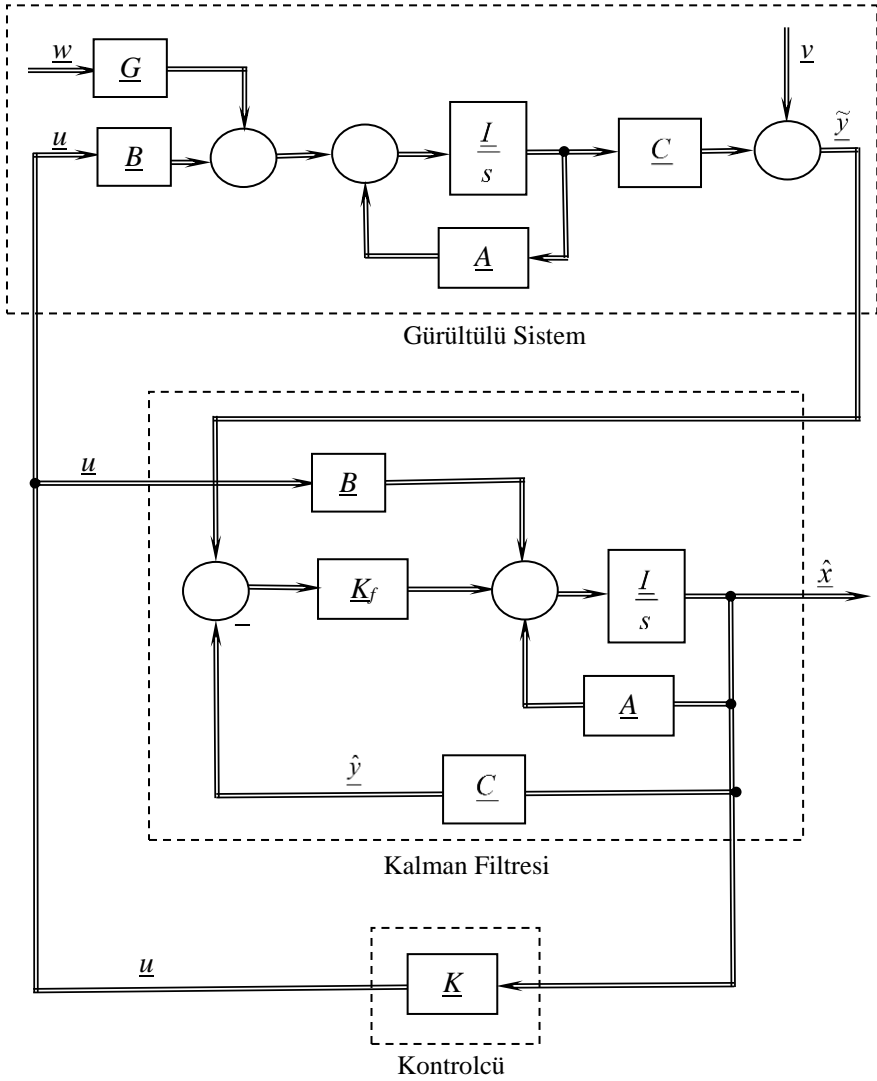 w
G
v
u
B
I
s
C
ỹ
A
Gürültülü Sistem
u
B
K_f
I
s
x̂
−
A
ŷ
C
Kalman Filtresi
u
K
Kontrolcü